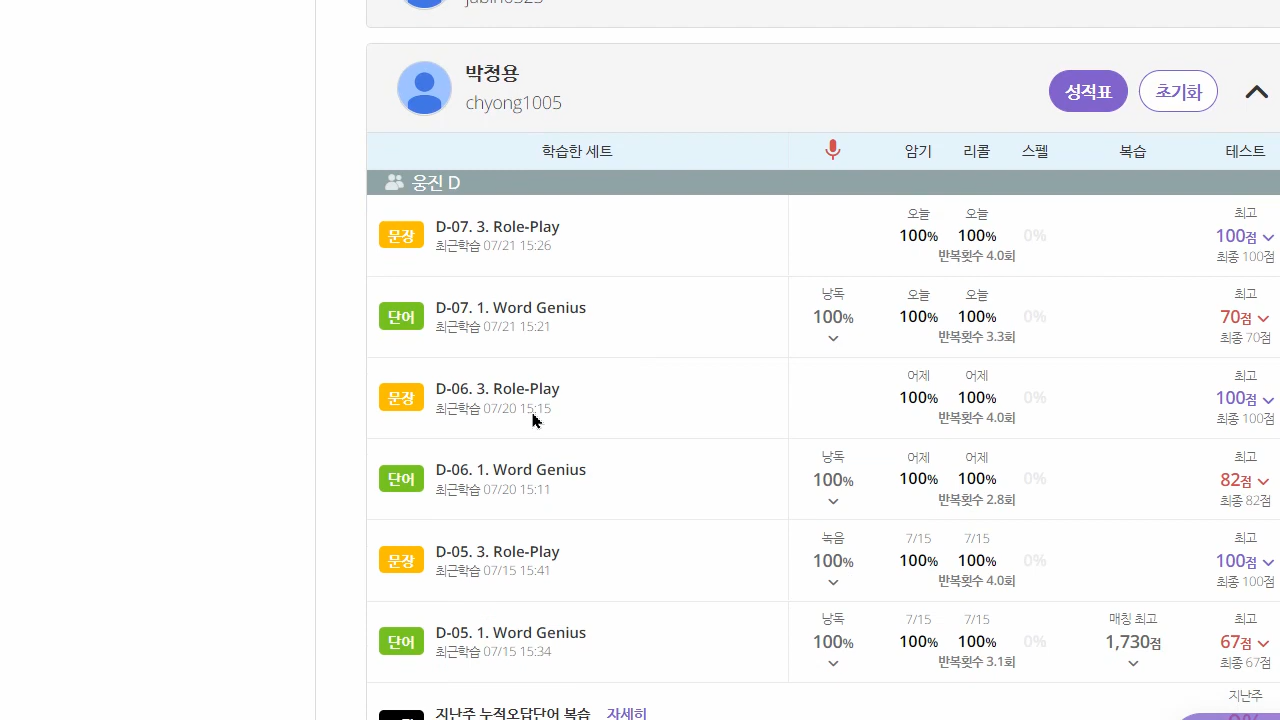 박청용
chyong1005
성적표 초기화
학습한 세트 암기 리콜 스펠 복습 테스트
웅진 D
문장 D-07. 3. Role-Play
최근학습 07/21 15:26
오늘 오늘 최고
100% 100% 0% 100점
반복횟수 4.0회 최종 100점
단어 D-07. 1. Word Genius
최근학습 07/21 15:21
낭독 오늘 오늘 최고
100% 100% 100% 0% 70점
반복횟수 3.3회 최종 70점
문장 D-06. 3. Role-Play
최근학습 07/20 15:15
어제 어제 최고
100% 100% 0% 100점
반복횟수 4.0회 최종 100점
단어 D-06. 1. Word Genius
최근학습 07/20 15:11
낭독 어제 어제 최고
100% 100% 100% 0% 82점
반복횟수 2.8회 최종 82점
문장 D-05. 3. Role-Play
최근학습 07/15 15:41
녹음 7/15 7/15 최고
100% 100% 100% 0% 100점
반복횟수 4.0회 최종 100점
단어 D-05. 1. Word Genius
최근학습 07/15 15:34
낭독 7/15 7/15 매칭 최고 최고
100% 100% 100% 0% 1,730점 67점
반복횟수 3.1회 최종 67점
지난주 누적오답단어 복습 자세히
지난주